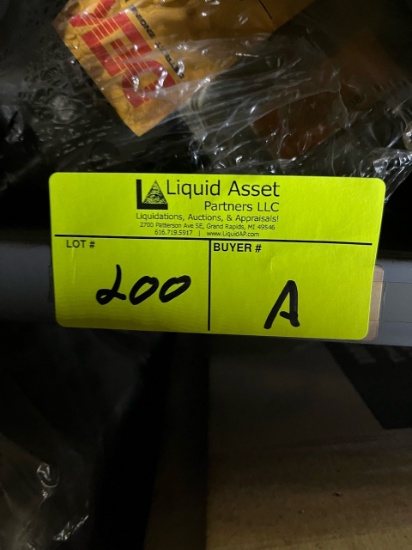 Liquid Asset
Partners LLC
Liquidations, Auctions, & Appraisals!
2700 Patterson Ave SE, Grand Rapids, MI 49546
616.719.5917 | www.LiquidAP.com
LOT #
BUYER #
200
A